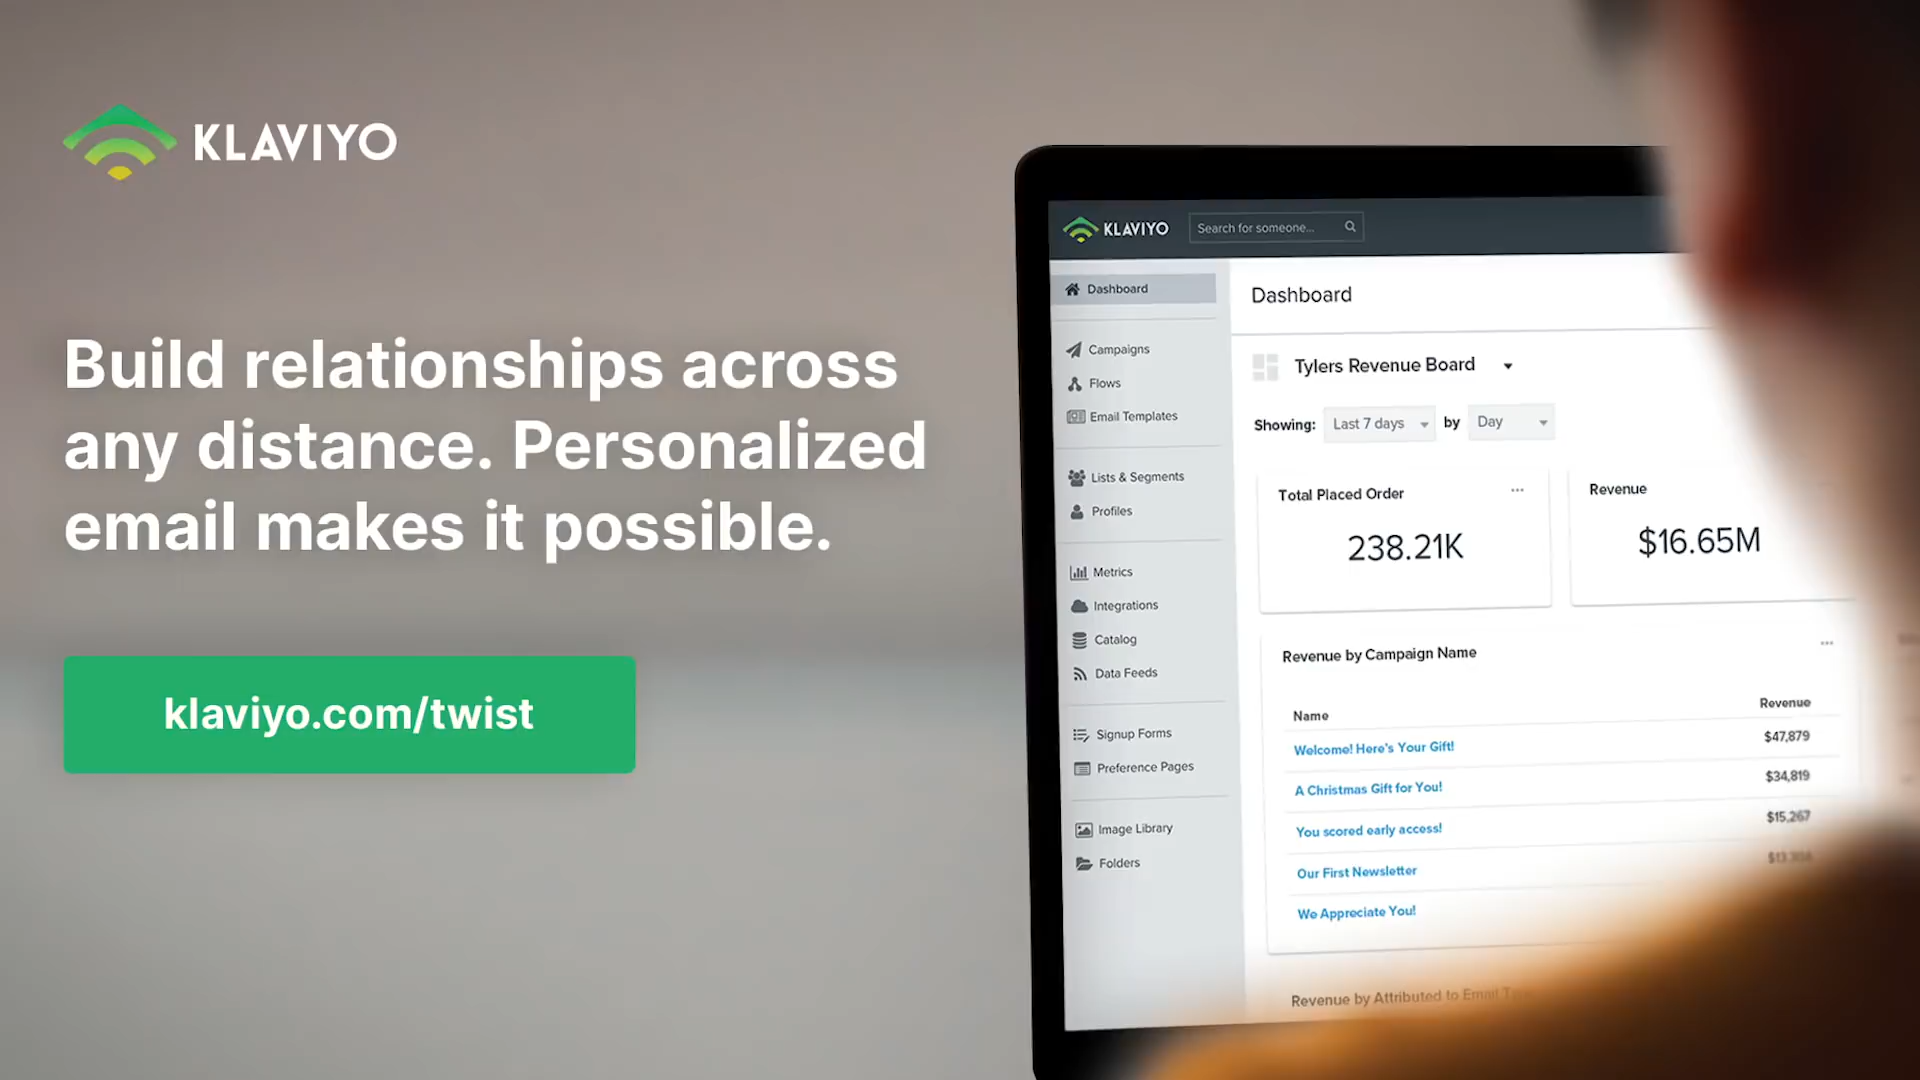 KLAVIYO
Build relationships across
any distance. Personalized
email makes it possible.
klaviyo.com/twist
KLAVIYO
Search for someone...
Dashboard
Campaigns
Flows
Email Templates
Lists & Segments
Profiles
Metrics
Integrations
Catalog
Data Feeds
Signup Forms
Preference Pages
Image Library
Folders
Dashboard
Tylers Revenue Board
Showing: Last 7 days by Day
Total Placed Order
238.21K
Revenue
$16.65M
Revenue by Campaign Name
Name Revenue
Welcome! Here's Your Gift! $47,879
A Christmas Gift for You! $34,819
You scored early access! $15,267
Our First Newsletter
We Appreciate You!
Revenue by Attributed to Email